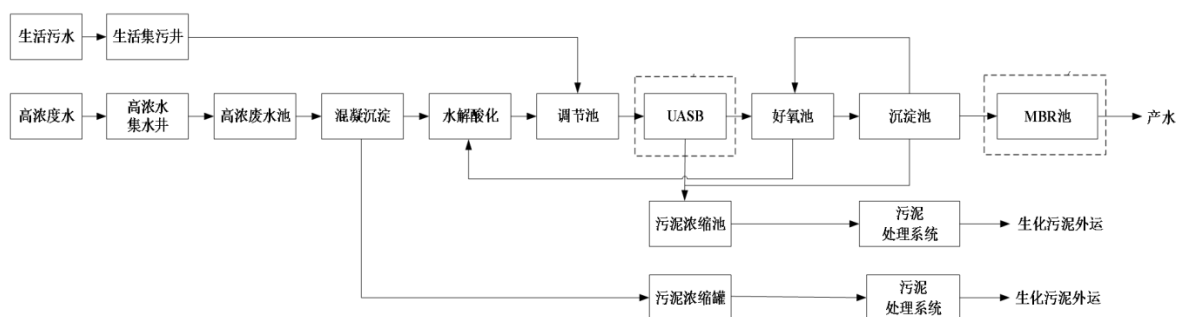 生活污水
生活集污井
高浓度水
高浓水
集水井
高浓废水池
混凝沉淀
水解酸化
调节池
UASB
好氧池
沉淀池
MBR池
产水
污泥浓缩池
污泥
处理系统
生化污泥外运
污泥浓缩罐
污泥
处理系统
生化污泥外运